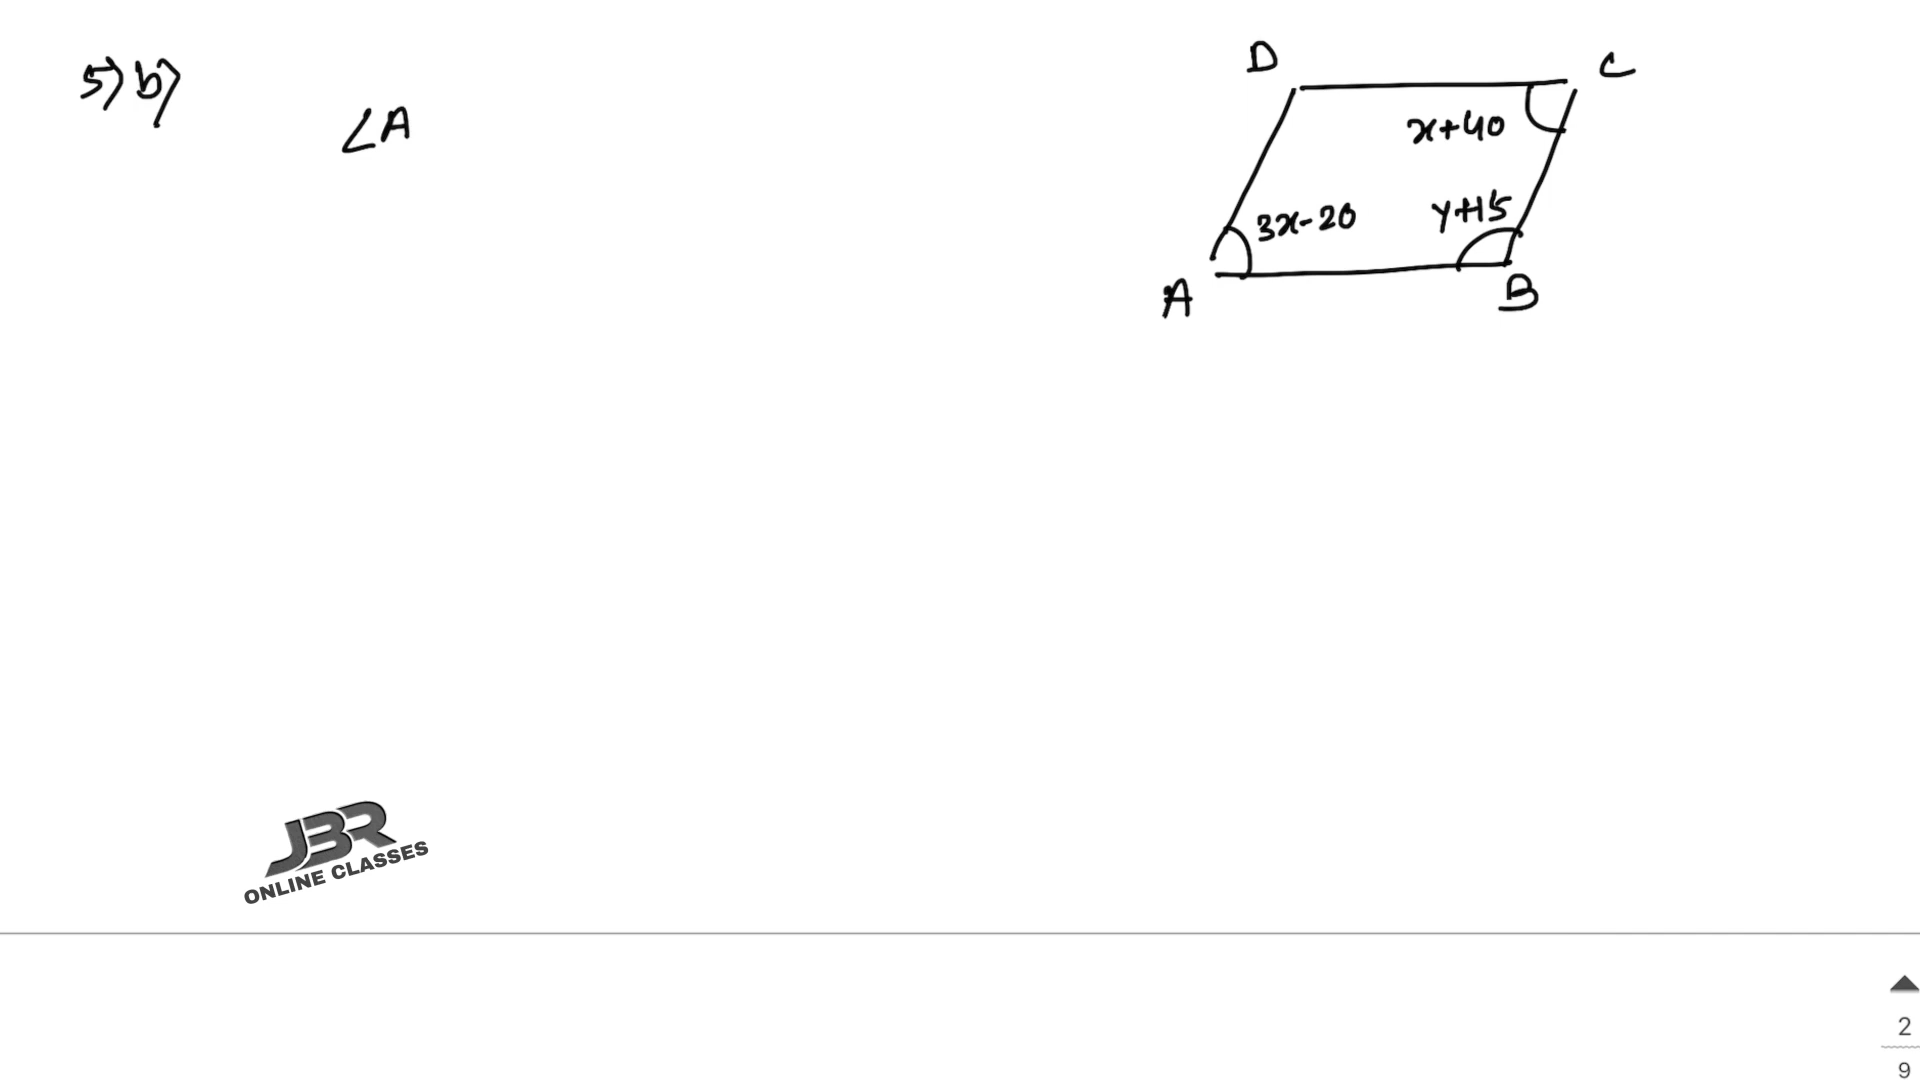 5) b)
∠A
D
C
x+40
3x-20
y+15
A
B
JBR
ONLINE CLASSES
2
9